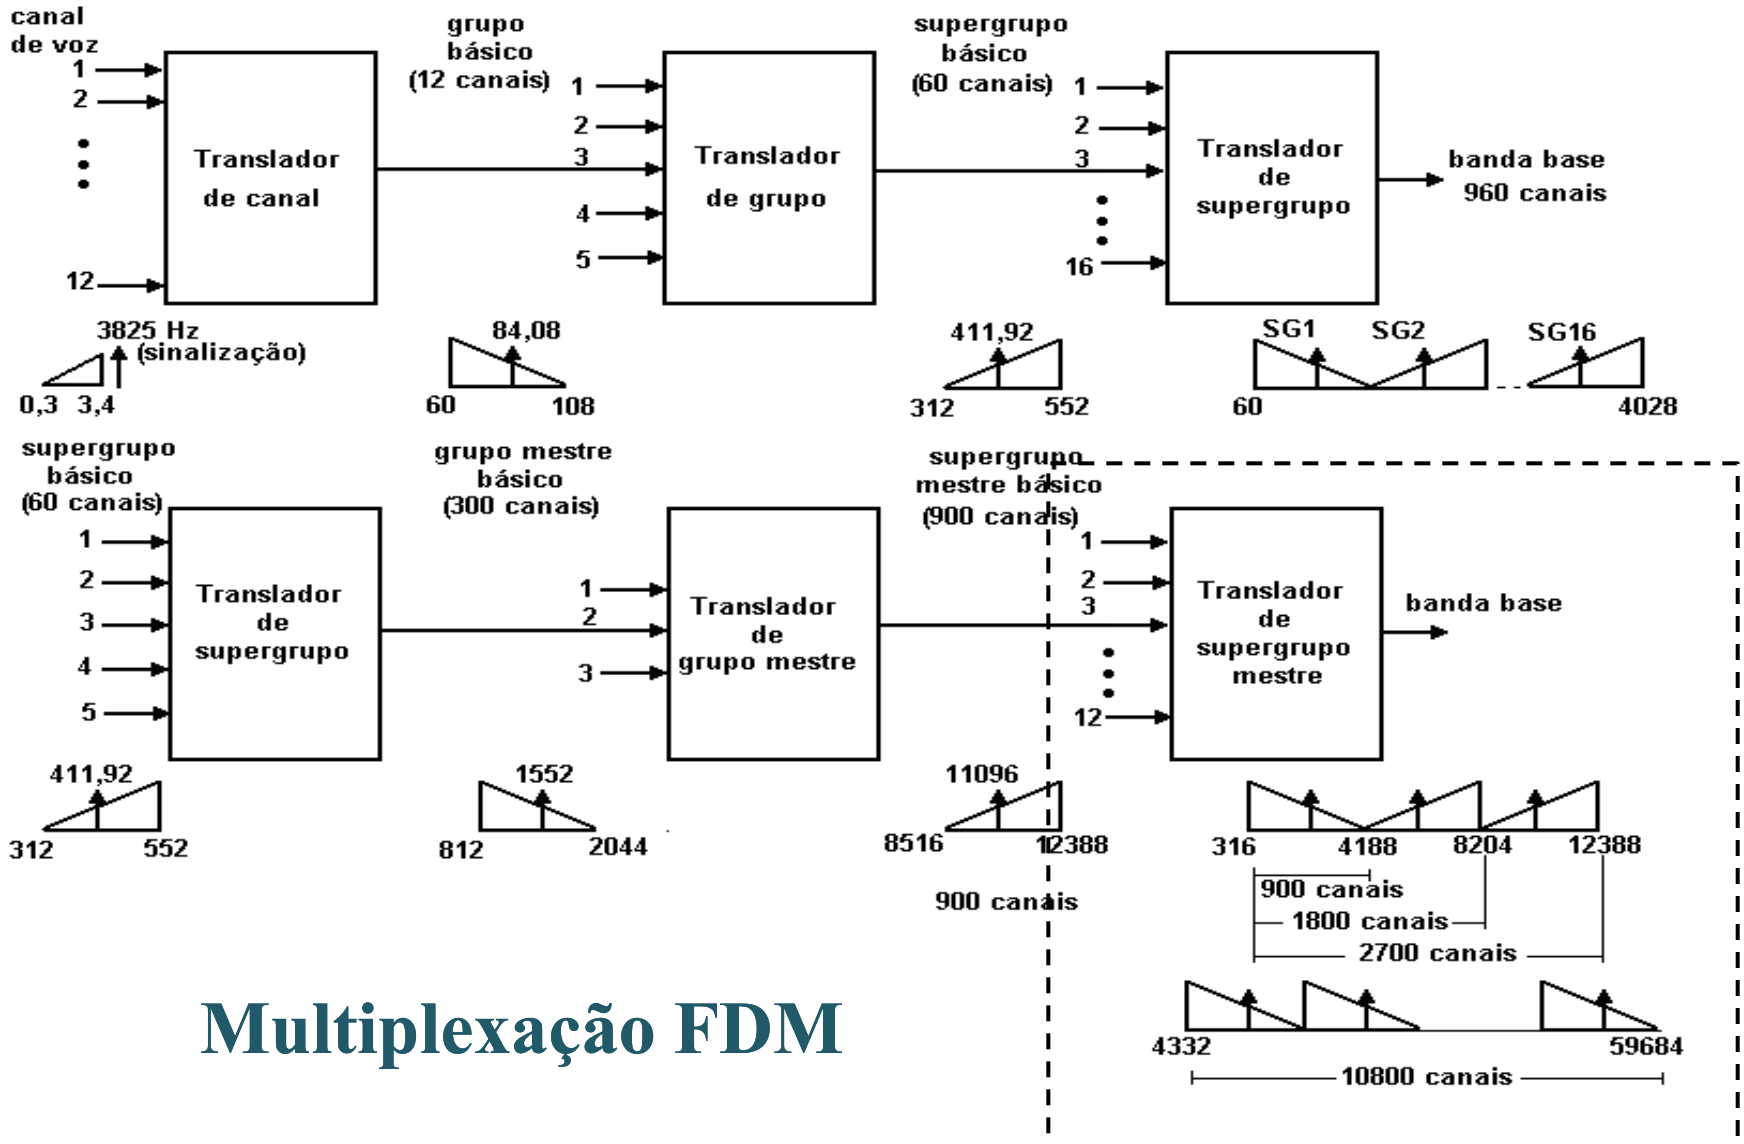 canal
de voz
1
2
12
Translador
de canal
grupo
básico
(12 canais)
1
2
3
4
5
Translador
de grupo
supergrupo
básico
(60 canais)
1
2
3
16
Translador
de
supergrupo
banda base
960 canais
3825 Hz
(sinalização)
0,3
3,4
84,08
60
108
411,92
312
552
SG1
SG2
SG16
60
4028
supergrupo
básico
(60 canais)
1
2
3
4
5
Translador
de
supergrupo
grupo mestre
básico
(300 canais)
1
2
3
Translador
de
grupo mestre
supergrupo
mestre básico
(900 canais)
1
2
3
12
Translador
de
supergrupo
mestre
banda base
411,92
312
552
1552
812
2044
11096
8516
12388
900 canais
316
4188
8204
12388
900 canais
1800 canais
2700 canais
4332
59684
10800 canais
Multiplexação FDM